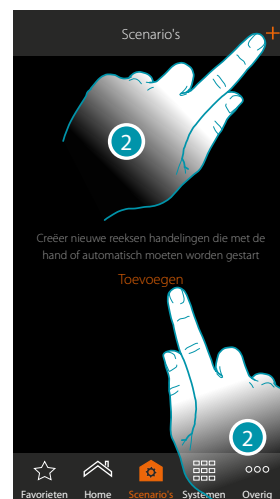 Scenario's
+
2
Creëer nieuwe reeksen handelingen die met de
hand of automatisch moeten worden gestart
Toevoegen
2
Favorieten Home Scenario's Systemen Overig